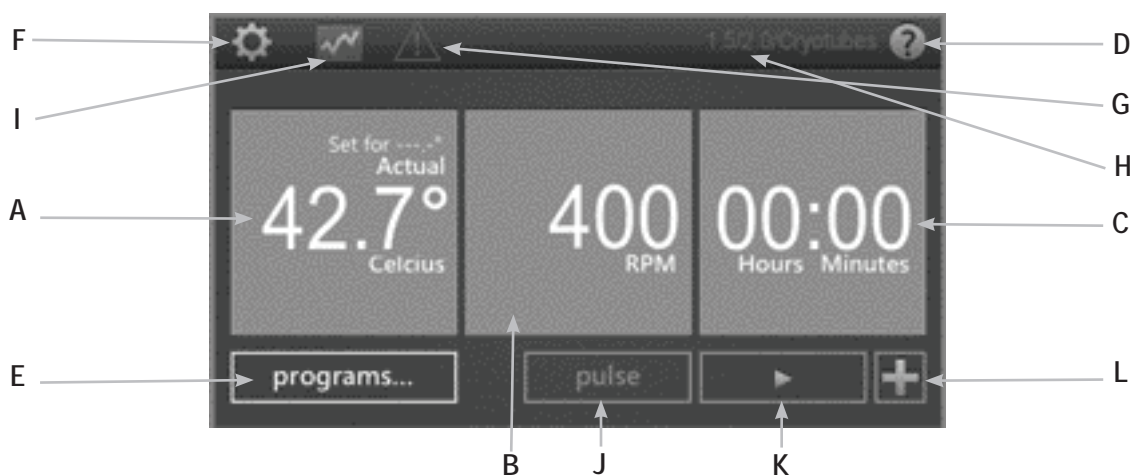 F
D
I
G
1.5/2.0 Cryotubes
H
Set for ---.-°
Actual
A
42.7°
400
00:00
C
Celcius
RPM
Hours Minutes
E
programs...
pulse
L
B
J
K